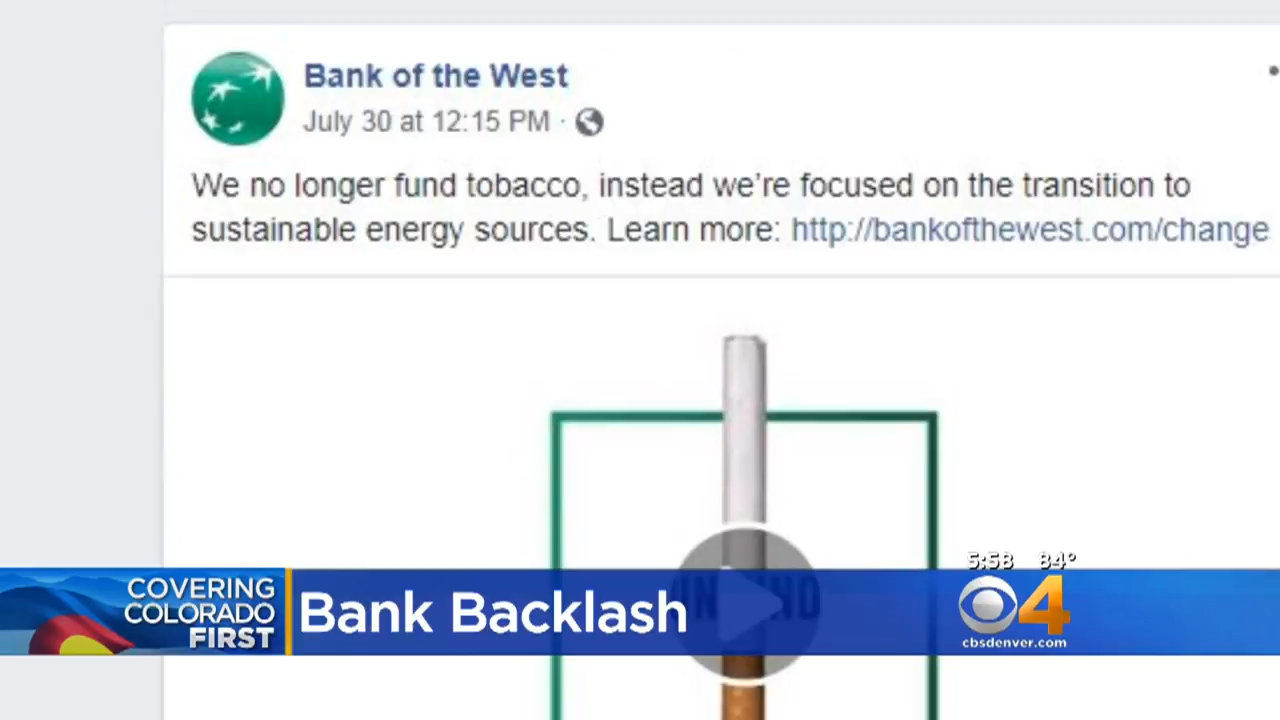 Bank of the West
July 30 at 12:15 PM ·
We no longer fund tobacco, instead we're focused on the transition to
sustainable energy sources. Learn more: http://bankofthewest.com/change
5:58 84°
COVERING
COLORADO
FIRST
Bank Backlash
4
cbsdenver.com